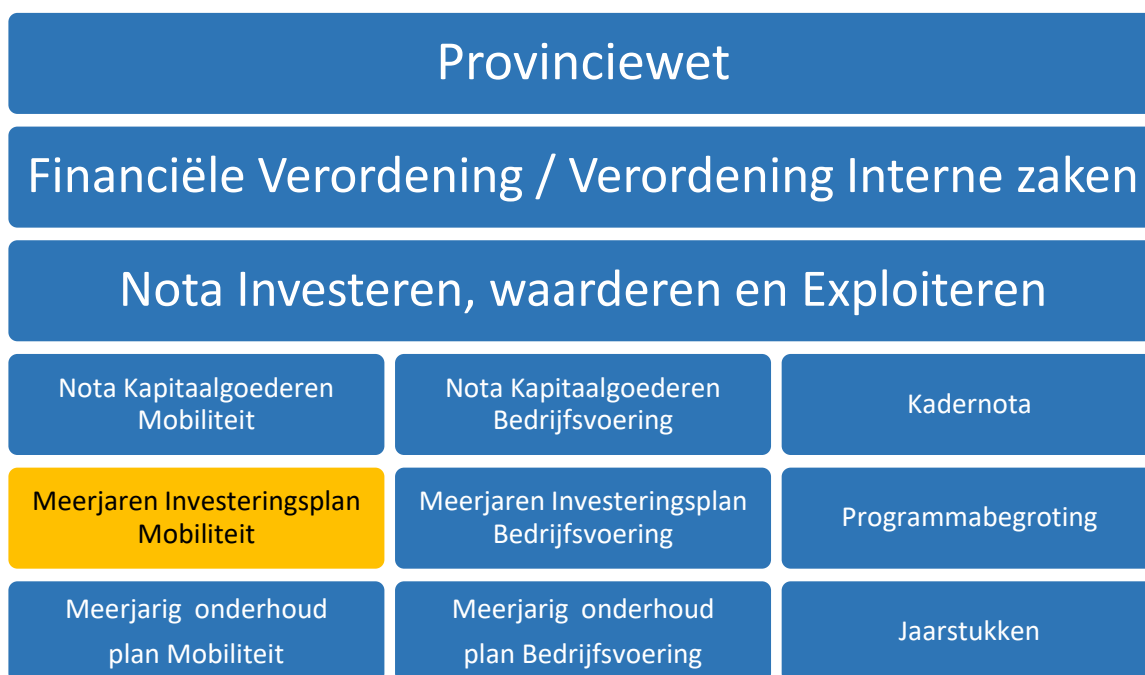 Provinciewet
Financiële Verordening / Verordening Interne zaken
Nota Investeren, waarderen en Exploiteren
Nota Kapitaalgoederen
Mobiliteit
Nota Kapitaalgoederen
Bedrijfsvoering
Kadernota
Meerjaren Investeringsplan
Mobiliteit
Meerjaren Investeringsplan
Bedrijfsvoering
Programmabegroting
Meerjarig onderhoud
plan Mobiliteit
Meerjarig onderhoud
plan Bedrijfsvoering
Jaarstukken